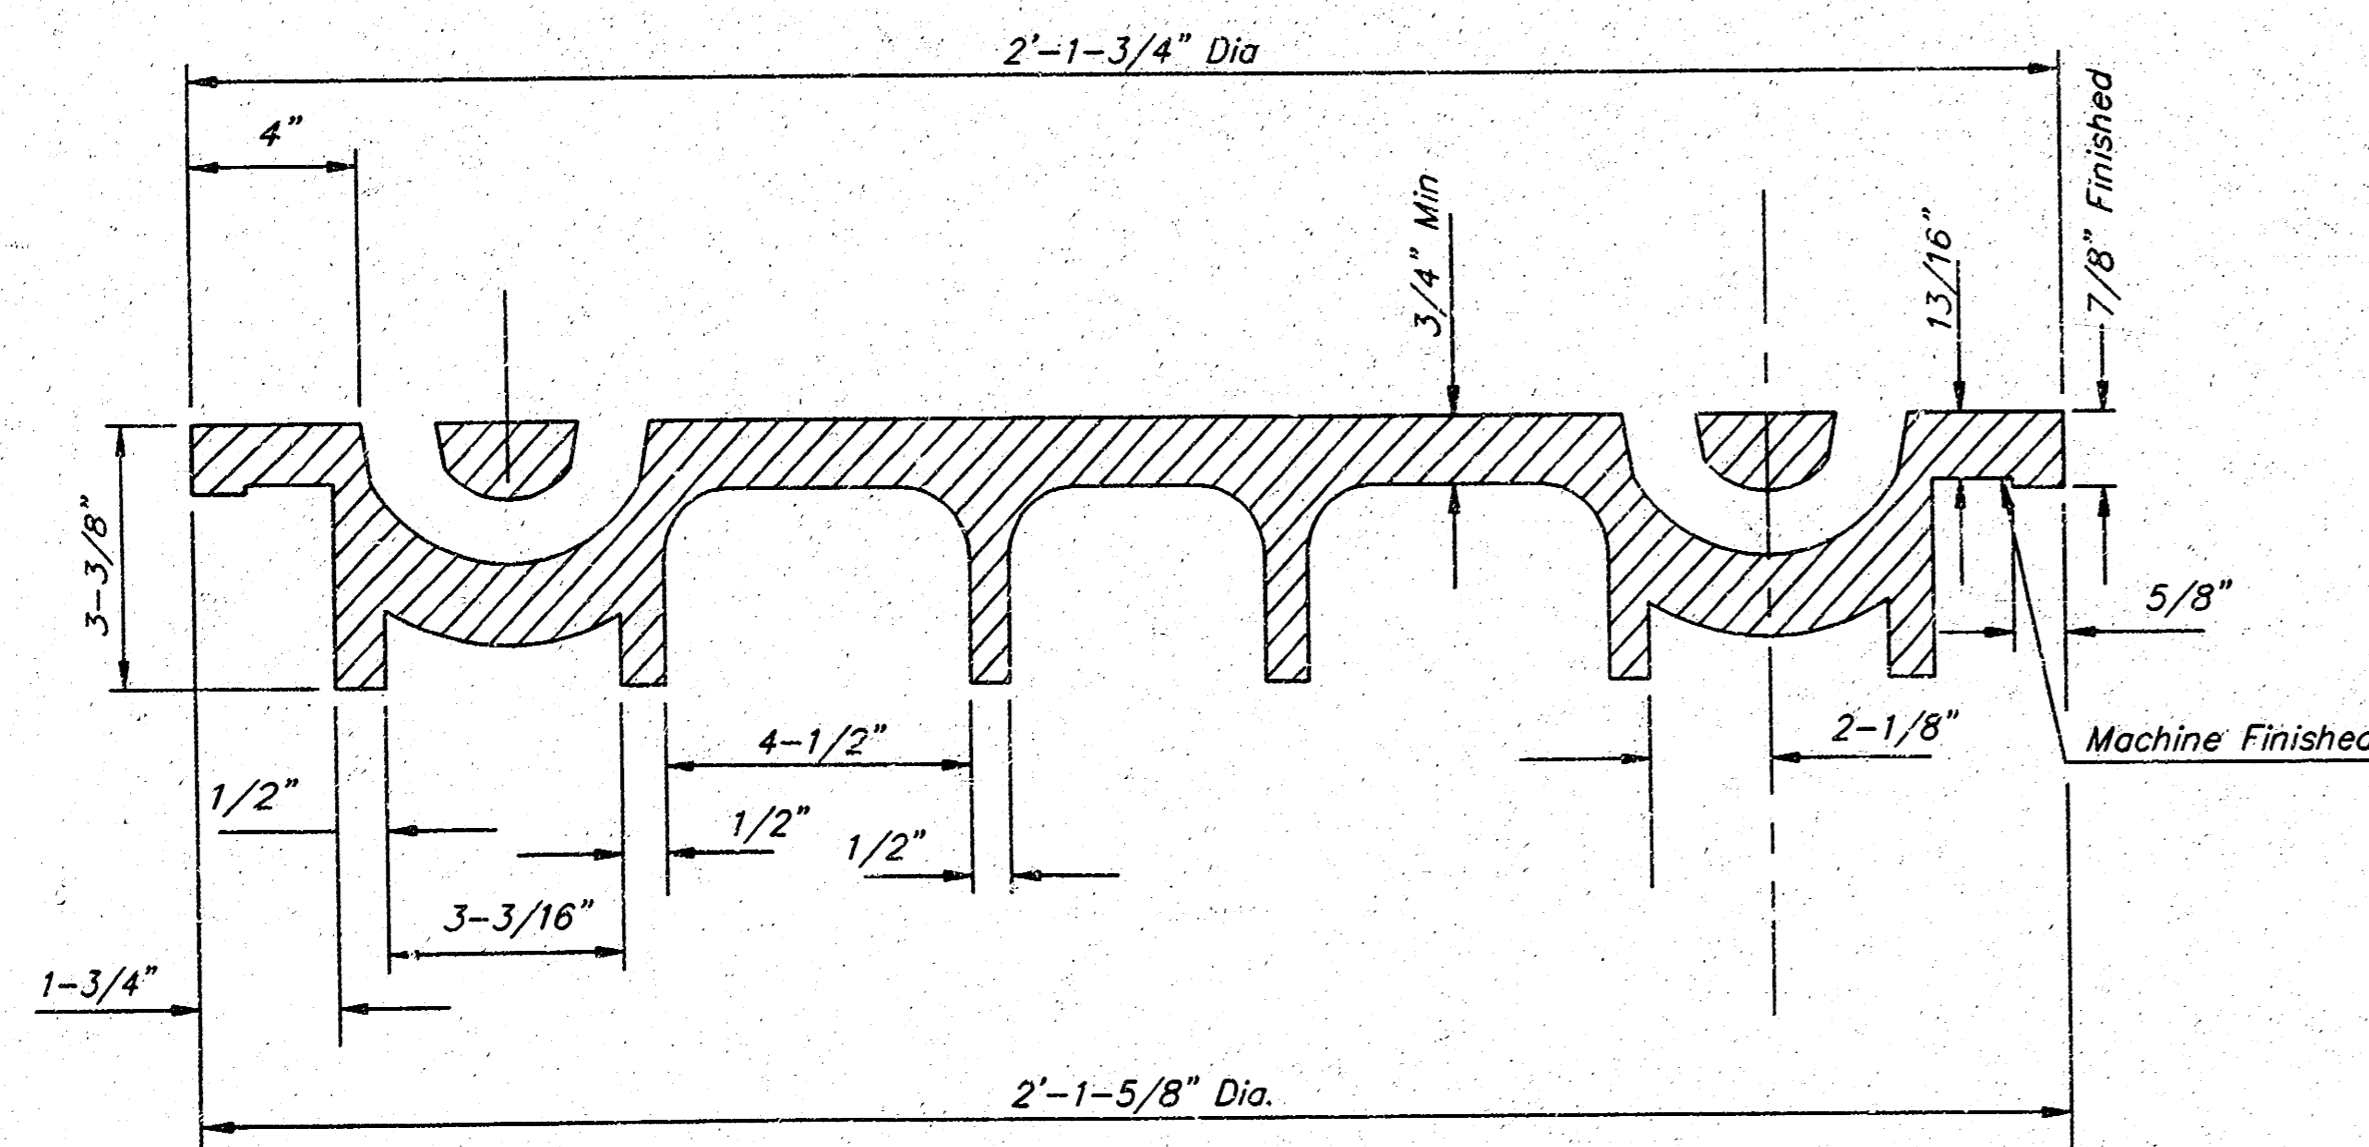 2'-1-3/4" Dia
4"
3/4" Min
13/16"
7/8" Finished
3-3/8"
5/8"
2-1/8"
Machine Finished
4-1/2"
1/2"
1/2"
1/2"
3-3/16"
1-3/4"
2'-1-5/8" Dia.